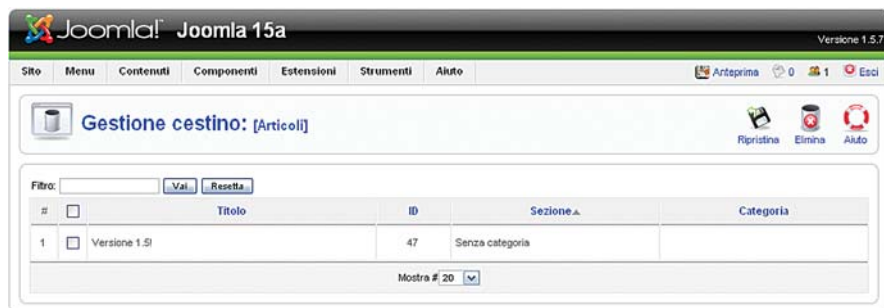 Joomla! Joomla 15a
Versione 1.5.7
Sito Menu Contenuti Componenti Estensioni Strumenti Aiuto Anteprima 0 1 Esci
Gestione cestino: [Articoli] Ripristina Elimina Aiuto
Filtro: Vai Resetta
# Titolo ID Sezione Categoria
1 Versione 1.5! 47 Senza categoria
Mostra # 20